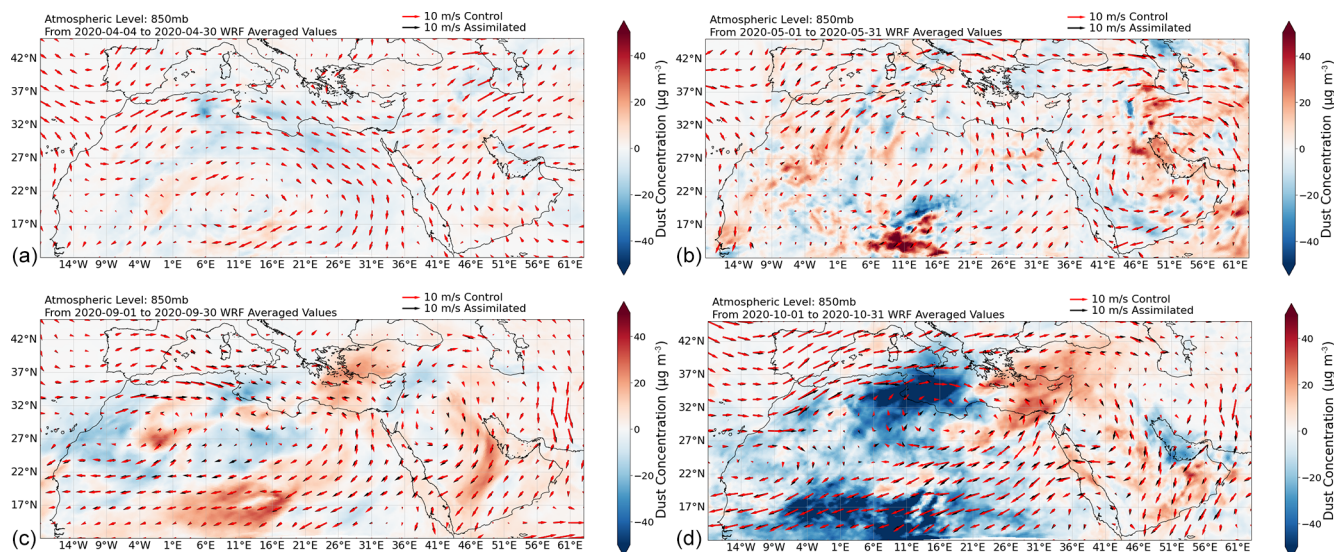 Atmospheric Level: 850mb
From 2020-04-04 to 2020-04-30 WRF Averaged Values
10 m/s Control
10 m/s Assimilated
42°N
37°N
32°N
27°N
22°N
17°N
14°W 9°W 4°W 1°E 6°E 11°E 16°E 21°E 26°E 31°E 36°E 41°E 46°E 51°E 56°E 61°E
(a)
40
20
0
−20
−40
Dust Concentration (µg m⁻³)
Atmospheric Level: 850mb
From 2020-05-01 to 2020-05-31 WRF Averaged Values
10 m/s Control
10 m/s Assimilated
42°N
37°N
32°N
27°N
22°N
17°N
14°W 9°W 4°W 1°E 6°E 11°E 16°E 21°E 26°E 31°E 36°E 41°E 46°E 51°E 56°E 61°E
(b)
40
20
0
−20
−40
Dust Concentration (µg m⁻³)
Atmospheric Level: 850mb
From 2020-09-01 to 2020-09-30 WRF Averaged Values
10 m/s Control
10 m/s Assimilated
42°N
37°N
32°N
27°N
22°N
17°N
14°W 9°W 4°W 1°E 6°E 11°E 16°E 21°E 26°E 31°E 36°E 41°E 46°E 51°E 56°E 61°E
(c)
40
20
0
−20
−40
Dust Concentration (µg m⁻³)
Atmospheric Level: 850mb
From 2020-10-01 to 2020-10-31 WRF Averaged Values
10 m/s Control
10 m/s Assimilated
42°N
37°N
32°N
27°N
22°N
17°N
14°W 9°W 4°W 1°E 6°E 11°E 16°E 21°E 26°E 31°E 36°E 41°E 46°E 51°E 56°E 61°E
(d)
40
20
0
−20
−40
Dust Concentration (µg m⁻³)